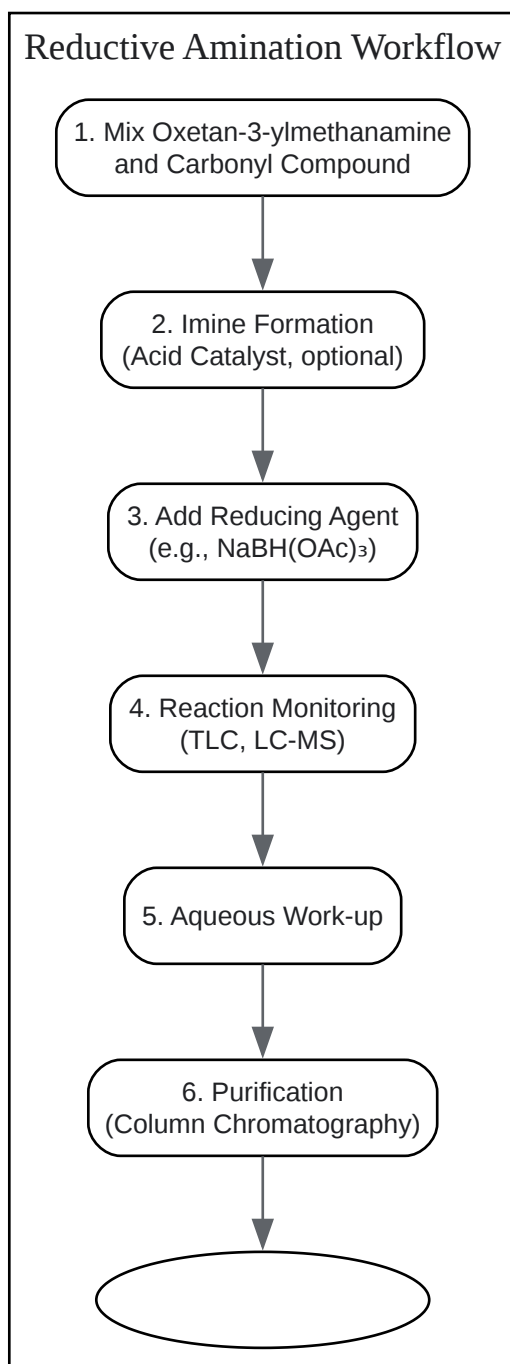 Reductive Amination Workflow
1. Mix Oxetan-3-ylmethanamine
and Carbonyl Compound
2. Imine Formation
(Acid Catalyst, optional)
3. Add Reducing Agent
(e.g., NaBH(OAc)₃)
4. Reaction Monitoring
(TLC, LC-MS)
5. Aqueous Work-up
6. Purification
(Column Chromatography)